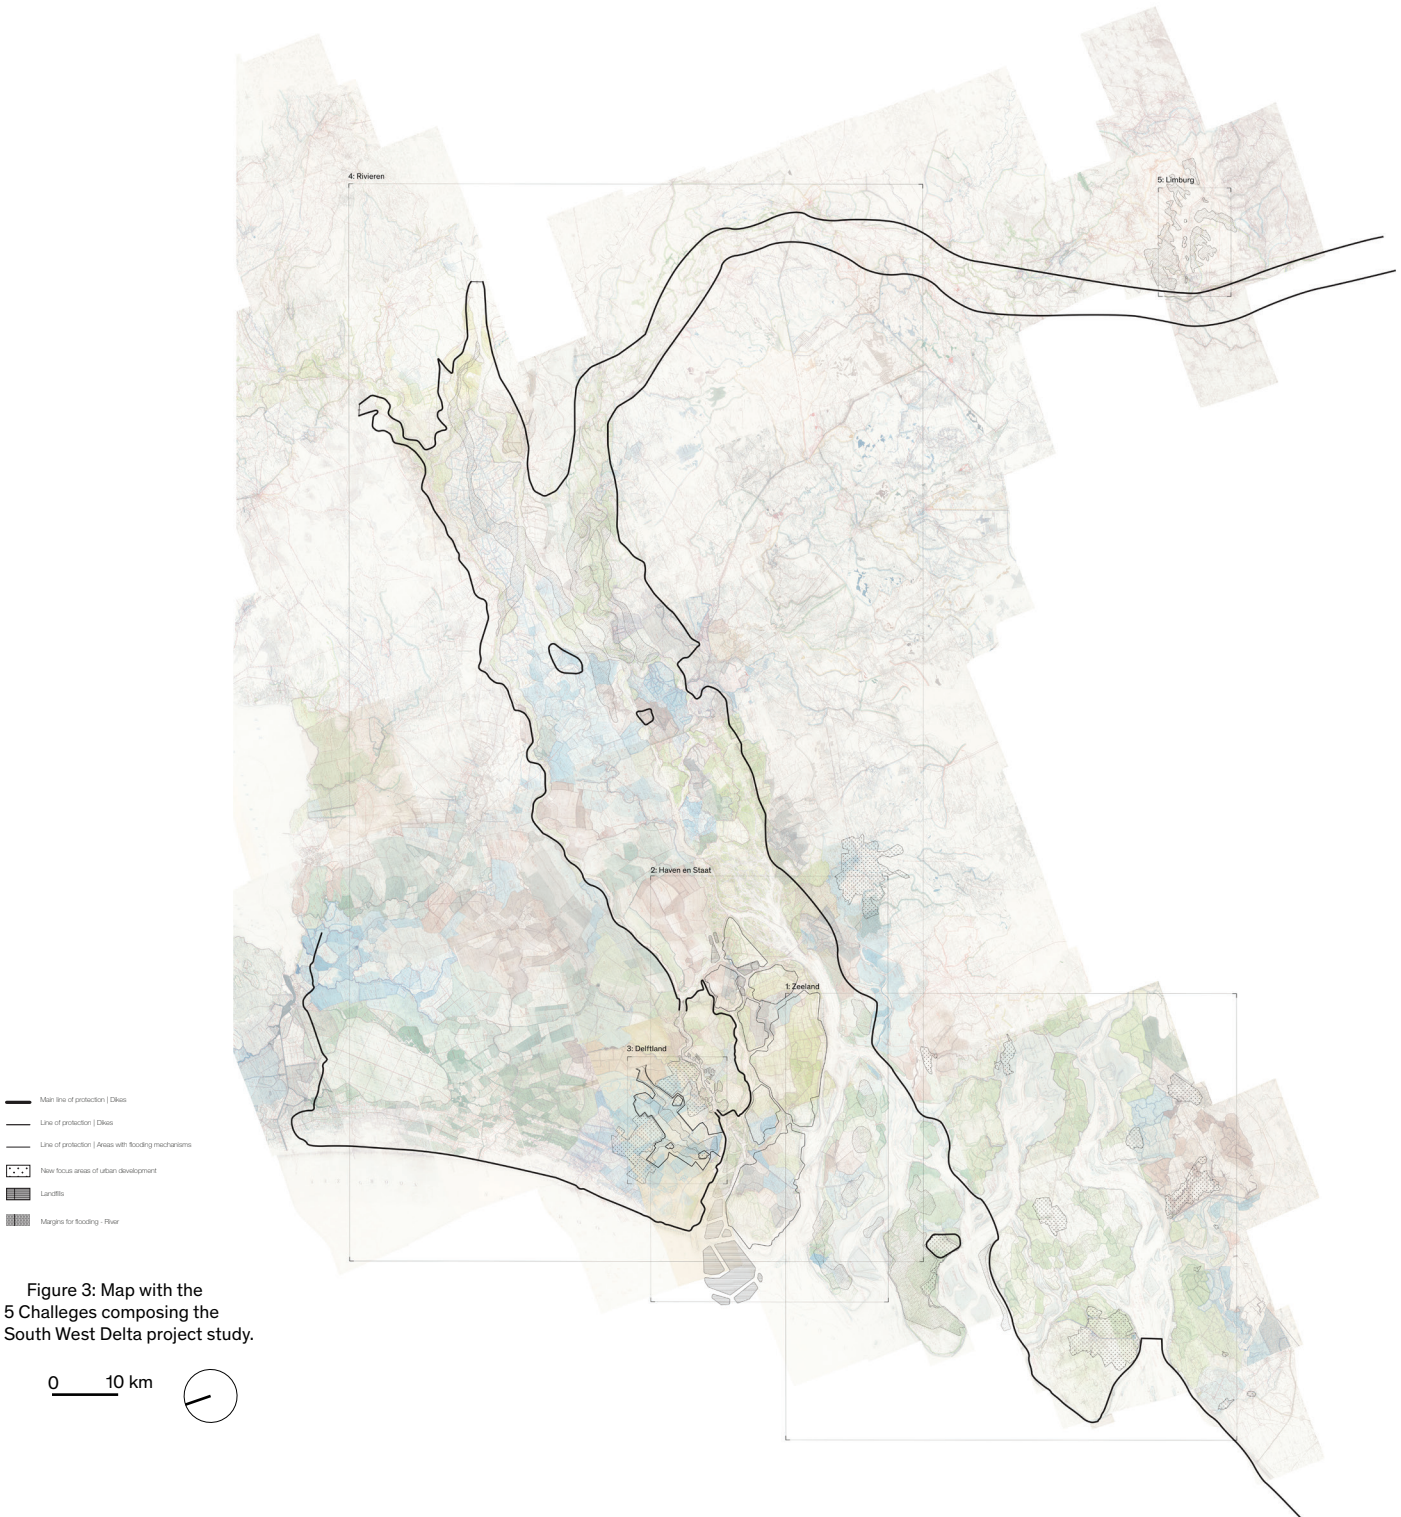 4: Rivieren
5: Limburg
2: Haven en Staat
1: Zeeland
3: Delftland
Main line of protection | Dikes
Line of protection | Dikes
Line of protection | Areas with flooding mechanisms
New focus areas of urban development
Landfills
Margins for flooding - River
Figure 3: Map with the
5 Challeges composing the
South West Delta project study.
0 10 km